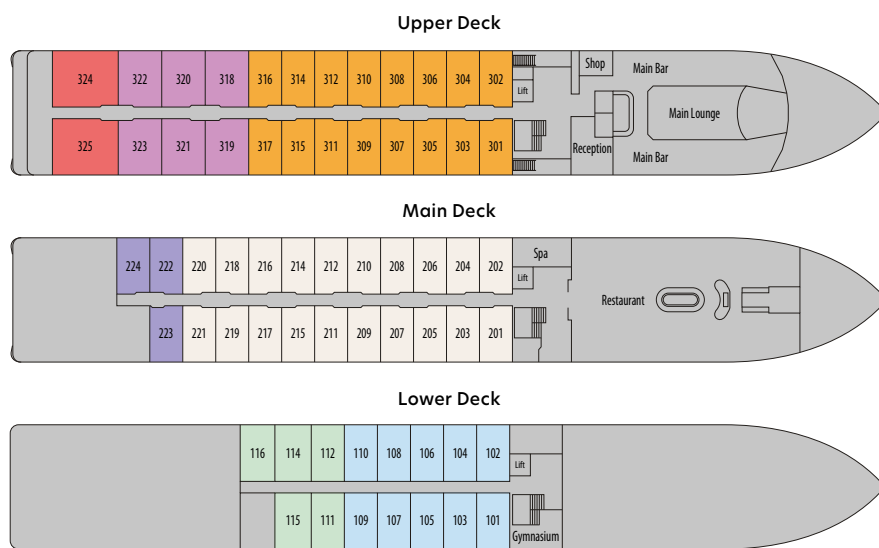 Upper Deck
324 322 320 318 316 314 312 310 308 306 304 302
Lift
Shop
Main Bar
Main Lounge
325 323 321 319 317 315 311 309 307 305 303 301
Reception
Main Bar
Main Deck
224 222 220 218 216 214 212 210 208 206 204 202
Spa
Lift
Restaurant
223 221 219 217 215 211 209 207 205 203 201
Lower Deck
116 114 112 110 108 106 104 102
Lift
115 111 109 107 105 103 101
Gymnasium